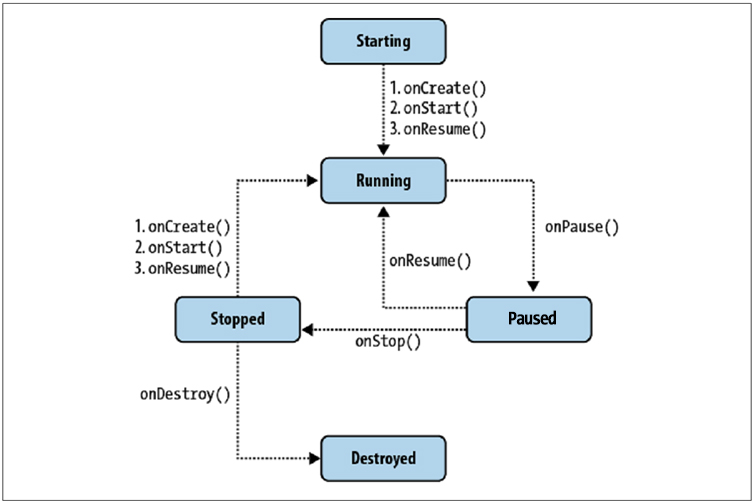 Starting
1. onCreate()
2. onStart()
3. onResume()
Running
1. onCreate()
2. onStart()
3. onResume()
onPause()
onResume()
Stopped
Paused
onStop()
onDestroy()
Destroyed